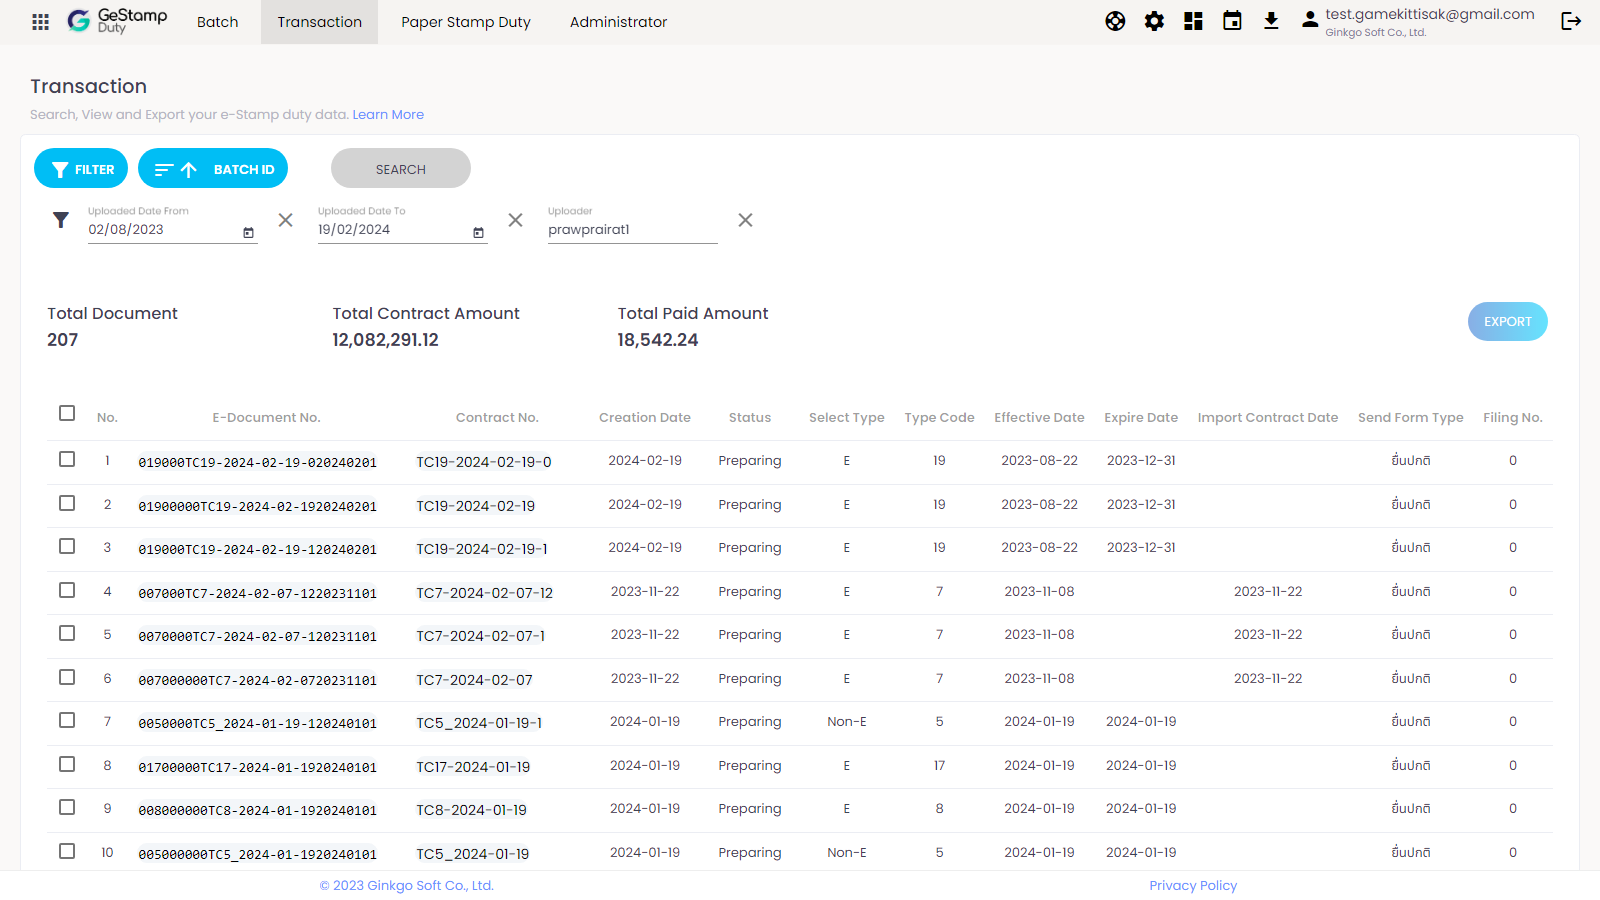 GeStamp Duty Batch Transaction Paper Stamp Duty Administrator test.gamekittisak@gmail.com
Ginkgo Soft Co., Ltd.
Transaction
Search, View and Export your e-Stamp duty data. Learn More
FILTER BATCH ID SEARCH
Uploaded Date From Uploaded Date To Uploader
02/08/2023 19/02/2024 prawprairat1
Total Document Total Contract Amount Total Paid Amount
207 12,082,291.12 18,542.24
EXPORT
No. E-Document No. Contract No. Creation Date Status Select Type Type Code Effective Date Expire Date Import Contract Date Send Form Type Filing No.
1 019000TC19-2024-02-19-020240201 TC19-2024-02-19-0 2024-02-19 Preparing E 19 2023-08-22 2023-12-31 ยื่นปกติ 0
2 01900000TC19-2024-02-1920240201 TC19-2024-02-19 2024-02-19 Preparing E 19 2023-08-22 2023-12-31 ยื่นปกติ 0
3 019000TC19-2024-02-19-120240201 TC19-2024-02-19-1 2024-02-19 Preparing E 19 2023-08-22 2023-12-31 ยื่นปกติ 0
4 007000TC7-2024-02-07-1220231101 TC7-2024-02-07-12 2023-11-22 Preparing E 7 2023-11-08 2023-11-22 ยื่นปกติ 0
5 0070000TC7-2024-02-07-120231101 TC7-2024-02-07-1 2023-11-22 Preparing E 7 2023-11-08 2023-11-22 ยื่นปกติ 0
6 007000000TC7-2024-02-0720231101 TC7-2024-02-07 2023-11-22 Preparing E 7 2023-11-08 2023-11-22 ยื่นปกติ 0
7 0050000TC5_2024-01-19-120240101 TC5_2024-01-19-1 2024-01-19 Preparing Non-E 5 2024-01-19 2024-01-19 ยื่นปกติ 0
8 01700000TC17-2024-01-1920240101 TC17-2024-01-19 2024-01-19 Preparing E 17 2024-01-19 2024-01-19 ยื่นปกติ 0
9 008000000TC8-2024-01-1920240101 TC8-2024-01-19 2024-01-19 Preparing E 8 2024-01-19 2024-01-19 ยื่นปกติ 0
10 005000000TC5_2024-01-1920240101 TC5_2024-01-19 2024-01-19 Preparing Non-E 5 2024-01-19 2024-01-19 ยื่นปกติ 0
© 2023 Ginkgo Soft Co., Ltd. Privacy Policy